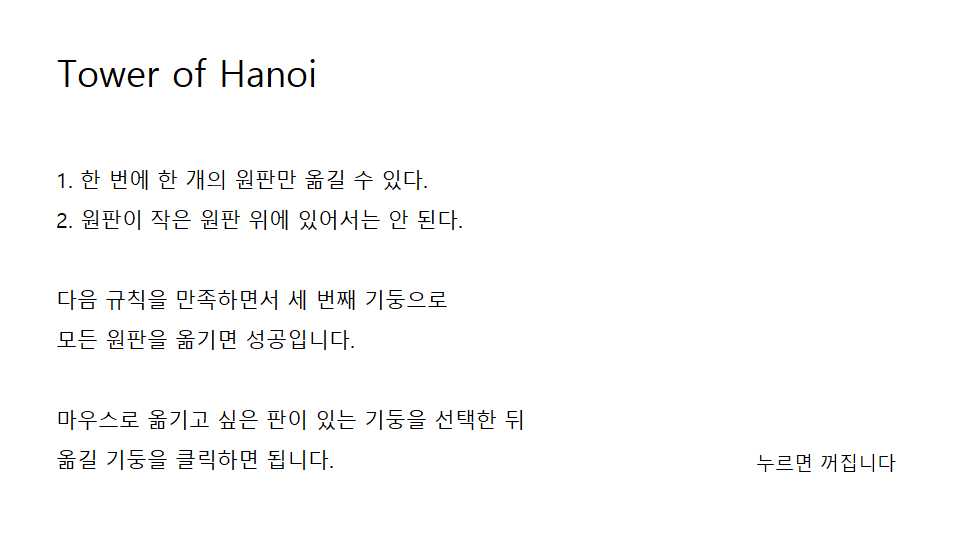 Tower of Hanoi
1. 한 번에 한 개의 원판만 옮길 수 있다.
2. 원판이 작은 원판 위에 있어서는 안 된다.
다음 규칙을 만족하면서 세 번째 기둥으로
모든 원판을 옮기면 성공입니다.
마우스로 옮기고 싶은 판이 있는 기둥을 선택한 뒤
옮길 기둥을 클릭하면 됩니다.
누르면 꺼집니다